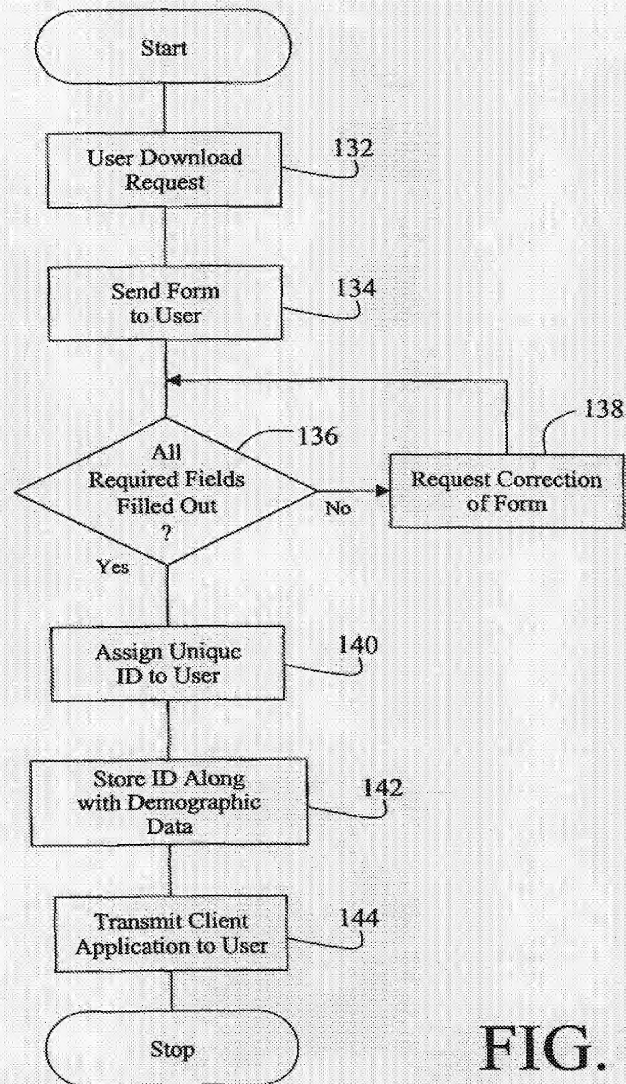 Start
User Download
Request
132
Send Form
to User
134
All
Required Fields
Filled Out
?
136
No
Request Correction
of Form
138
Yes
Assign Unique
ID to User
140
Store ID Along
with Demographic
Data
142
Transmit Client
Application to User
144
Stop
FIG.